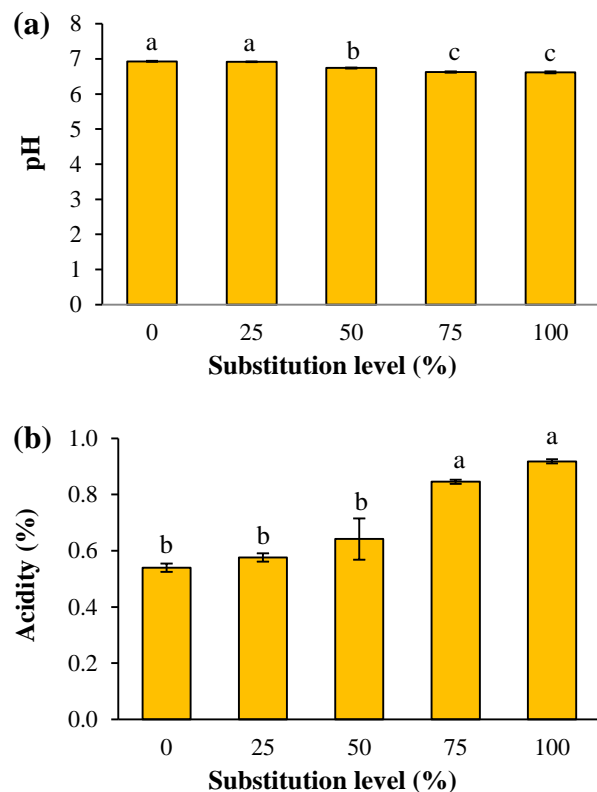 (a)
8
7
6
5
4
3
2
1
0
pH
a a b c c
0 25 50 75 100
Substitution level (%)
(b)
1.0
0.8
0.6
0.4
0.2
0.0
Acidity (%)
b b b a a
0 25 50 75 100
Substitution level (%)